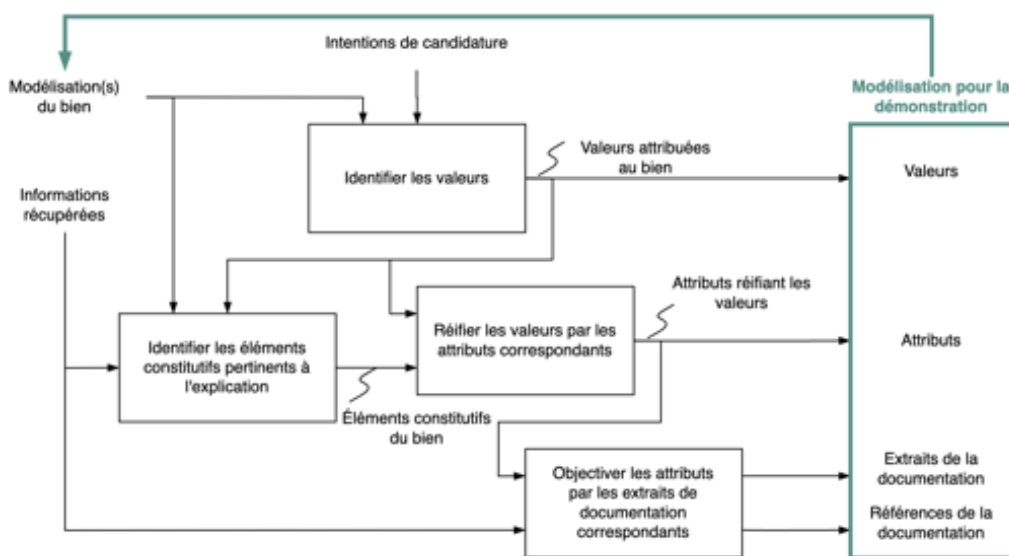 Intentions de candidature
Modélisation(s)
du bien
Modélisation pour la
démonstration
Identifier les valeurs
Valeurs attribuées
au bien
Valeurs
Informations
récupérées
Attributs réifiant les
valeurs
Identifier les éléments
constitutifs pertinents à
l'explication
Réifier les valeurs par les
attributs correspondants
Attributs
Éléments constitutifs
du bien
Objectiver les attributs
par les extraits de
documentation
correspondants
Extraits de la
documentation
Références de la
documentation